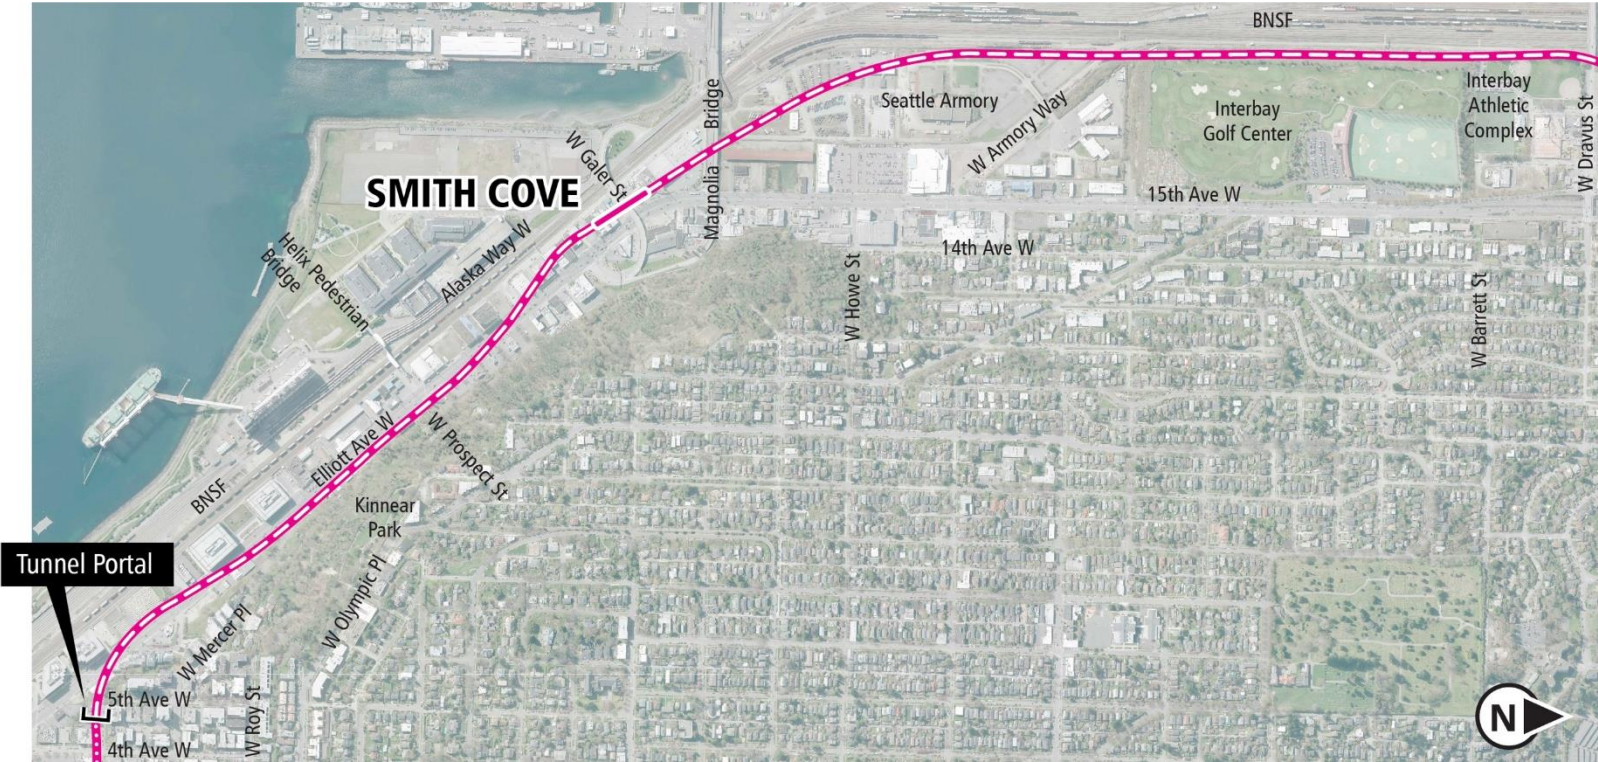 BNSF
Magnolia Bridge
Seattle Armory
W Armory Way
Interbay
Golf Center
Interbay
Athletic
Complex
W Dravus St
W Galer St
SMITH COVE
15th Ave W
14th Ave W
Helix Pedestrian
Bridge
Alaska Way W
W Howe St
W Barrett St
Elliott Ave W
W Prospect St
BNSF
Kinnear
Park
Tunnel Portal
W Olympic Pl
W Mercer Pl
5th Ave W
W Roy St
4th Ave W
N